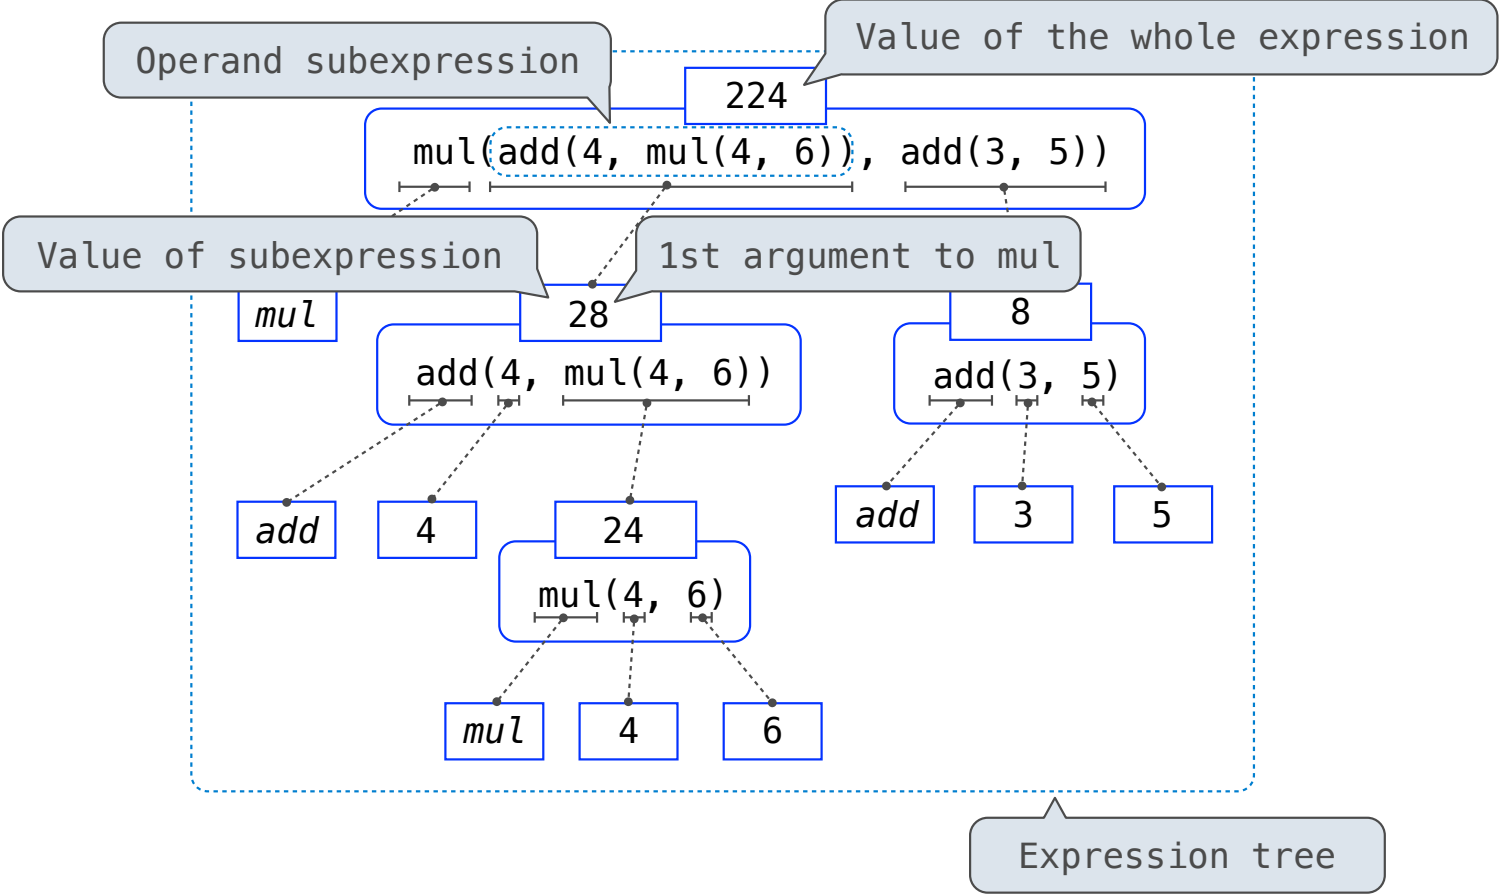 Value of the whole expression
Operand subexpression
224
mul(add(4, mul(4, 6)), add(3, 5))
Value of subexpression
1st argument to mul
mul
28
8
add(4, mul(4, 6))
add(3, 5)
add
4
24
add
3
5
mul(4, 6)
mul
4
6
Expression tree